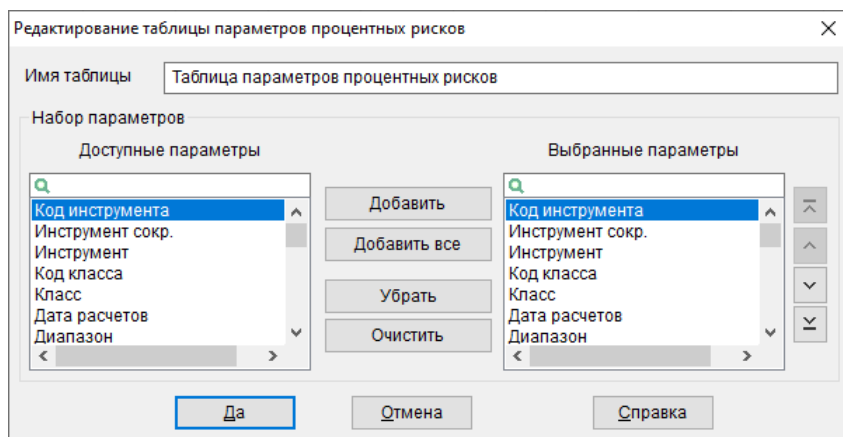 Редактирование таблицы параметров процентных рисков
Имя таблицы Таблица параметров процентных рисков
Набор параметров
Доступные параметры Выбранные параметры
Код инструмента Добавить Код инструмента
Инструмент сокр. Инструмент сокр.
Инструмент Добавить все Инструмент
Код класса Код класса
Класс Убрать Класс
Дата расчетов Дата расчетов
Диапазон Очистить Диапазон
Да Отмена Справка